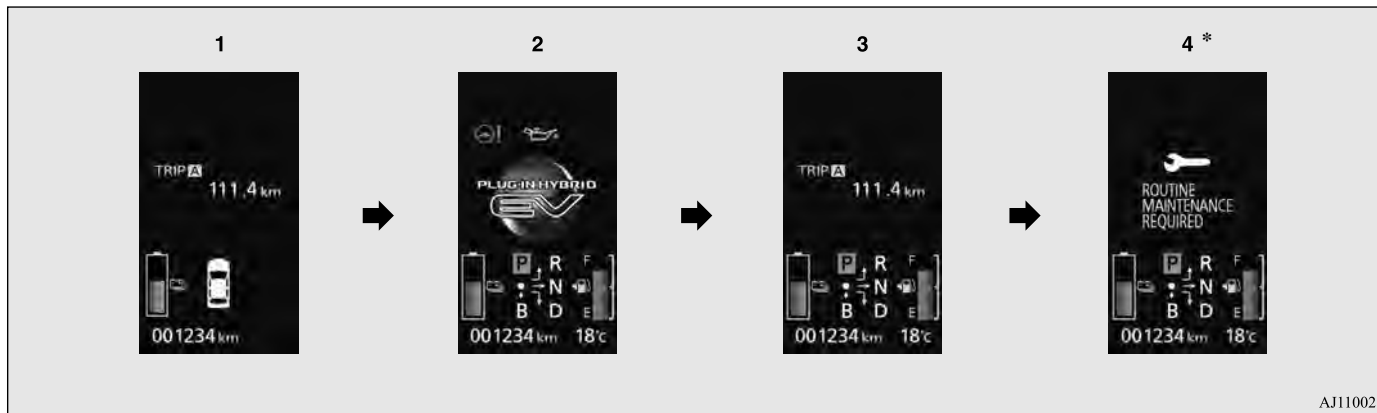 1
2
3
4 *
TRIP A
111.4 km
001234 km
PLUG-IN HYBRID
EV
P R
N
B D
F
E
001234 km 18°c
TRIP A
111.4 km
P R
N
B D
F
E
001234 km 18°c
ROUTINE
MAINTENANCE
REQUIRED
P R
N
B D
F
E
001234 km 18°c
AJ11002